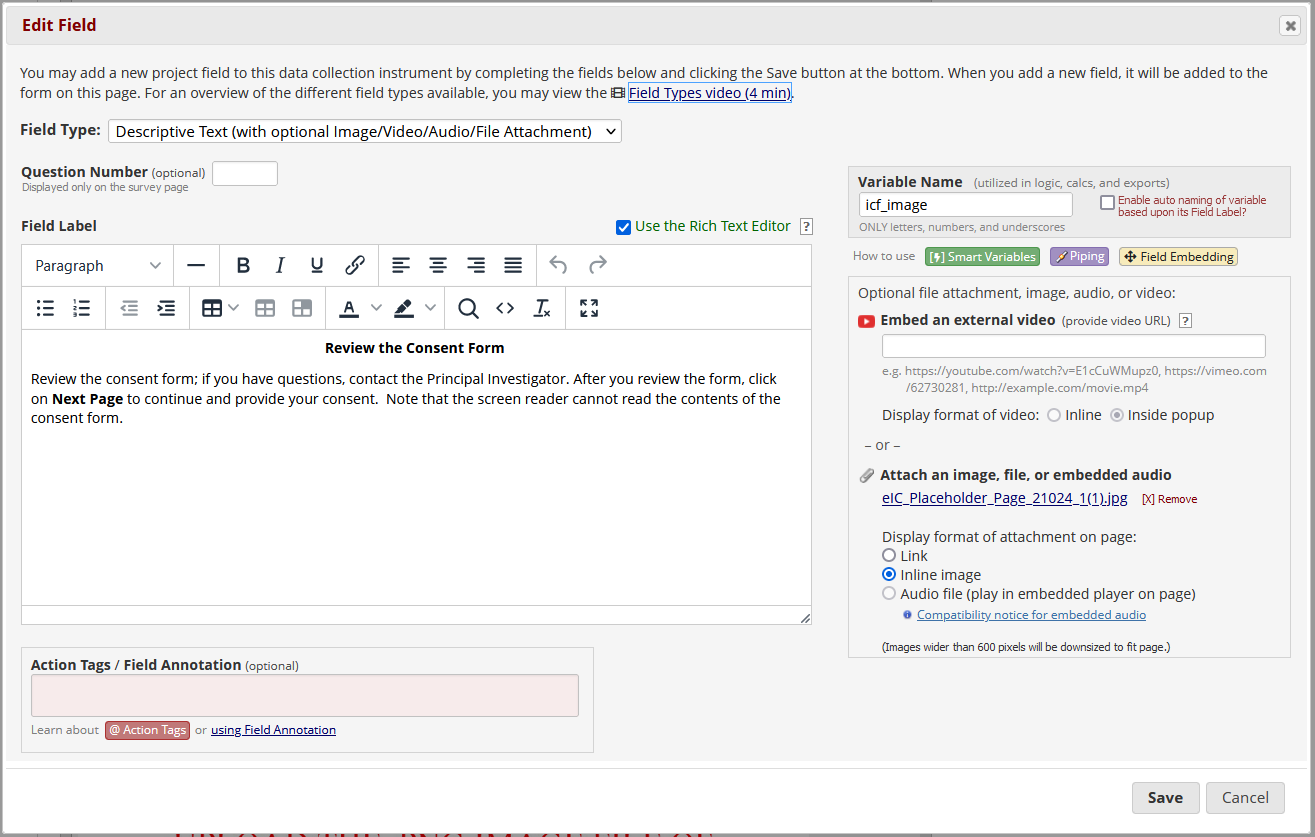 Edit Field
You may add a new project field to this data collection instrument by completing the fields below and clicking the Save button at the bottom. When you add a new field, it will be added to the
form on this page. For an overview of the different field types available, you may view the Field Types video (4 min).
Field Type: Descriptive Text (with optional Image/Video/Audio/File Attachment)
Question Number (optional)
Displayed only on the survey page
Field Label
Use the Rich Text Editor ?
Paragraph
B I U
A
Review the Consent Form
Review the consent form; if you have questions, contact the Principal Investigator. After you review the form, click
on Next Page to continue and provide your consent.  Note that the screen reader cannot read the contents of the
consent form.
Action Tags / Field Annotation (optional)
Learn about @ Action Tags or using Field Annotation
Variable Name (utilized in logic, calcs, and exports)
icf_image
Enable auto naming of variable
based upon its Field Label?
ONLY letters, numbers, and underscores
How to use [⚡] Smart Variables Piping Field Embedding
Optional file attachment, image, audio, or video:
Embed an external video (provide video URL) ?
e.g. https://youtube.com/watch?v=E1cCuWMupz0, https://vimeo.com
/62730281, http://example.com/movie.mp4
Display format of video: Inline Inside popup
– or –
Attach an image, file, or embedded audio
eIC_Placeholder_Page_21024_1(1).jpg [X] Remove
Display format of attachment on page:
Link
Inline image
Audio file (play in embedded player on page)
Compatibility notice for embedded audio
(Images wider than 600 pixels will be downsized to fit page.)
Save Cancel